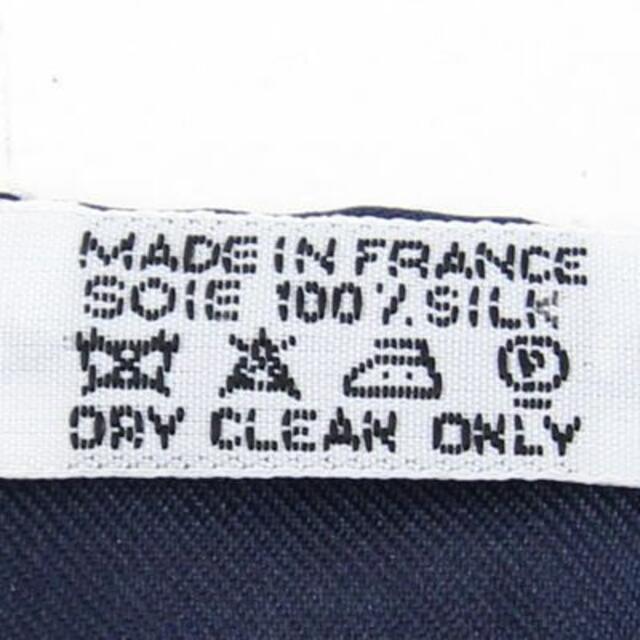 MADE IN FRANCE
SOIE 100% SILK
P
DRY CLEAN ONLY